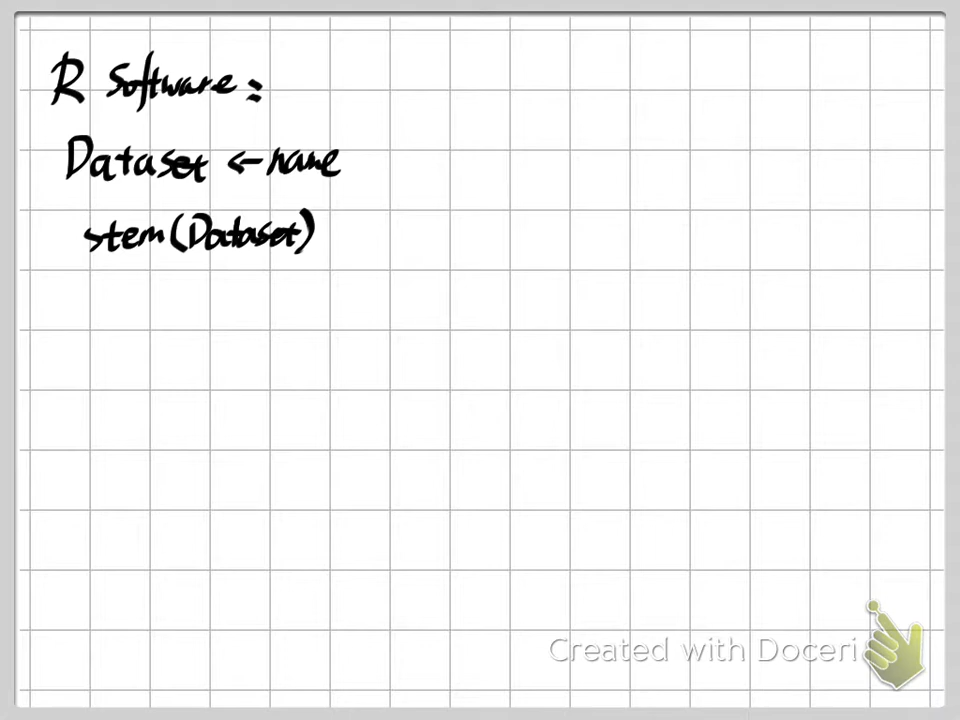 R Software:
Dataset ← name
stem(Dataset)
Created with Doceri